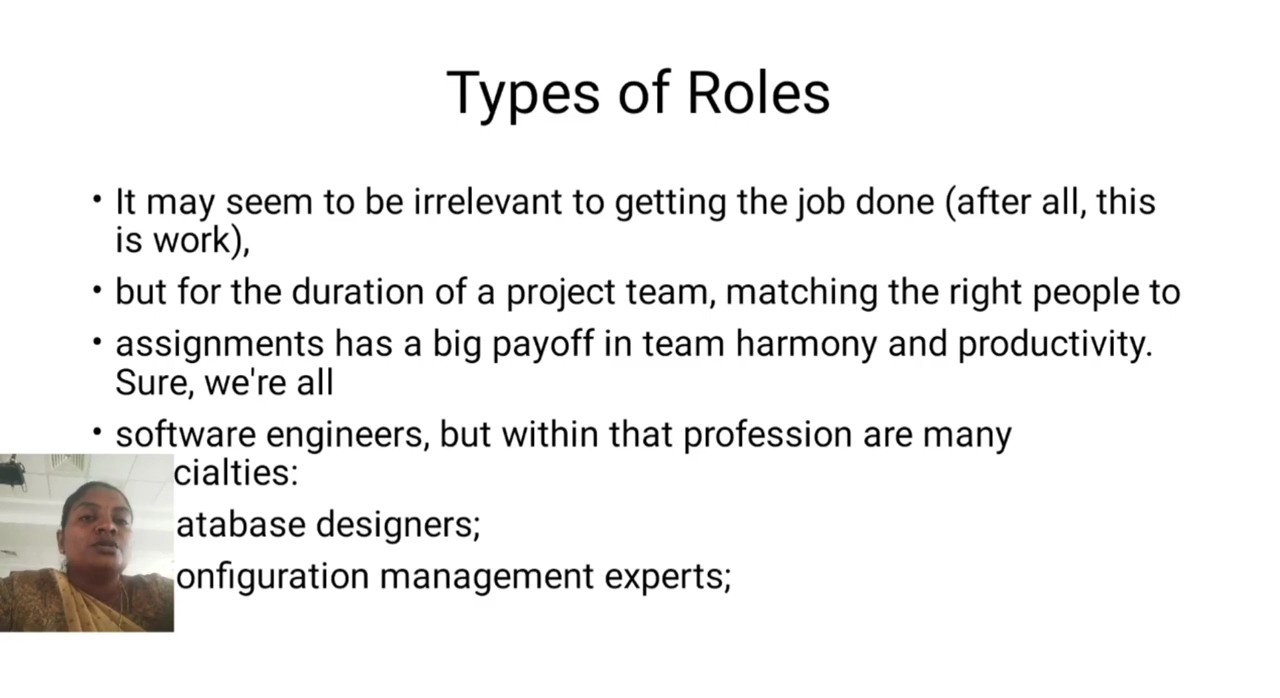 Types of Roles
• It may seem to be irrelevant to getting the job done (after all, this
is work),
• but for the duration of a project team, matching the right people to
• assignments has a big payoff in team harmony and productivity.
Sure, we're all
• software engineers, but within that profession are many
cialties:
atabase designers;
onfiguration management experts;